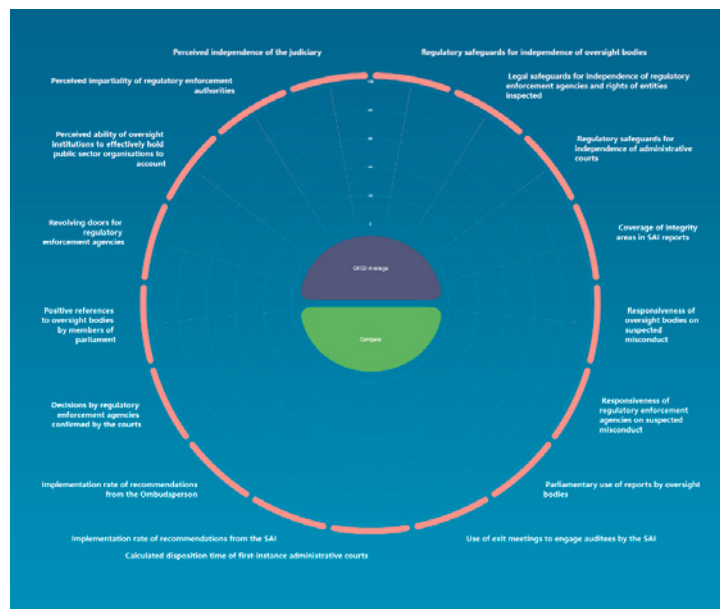 Perceived independence of the judiciary
Regulatory safeguards for independence of oversight bodies
Perceived impartiality of regulatory enforcement
authorities
Legal safeguards for independence of regulatory
enforcement agencies and rights of entities
inspected
Perceived ability of oversight
institutions to effectively hold
public sector organisations to
account
Regulatory safeguards for
independence of administrative
courts
Revolving doors for
regulatory
enforcement agencies
Coverage of integrity
areas in SAI reports
OECD Average
Compare
Positive references
to oversight bodies
by members of
parliament
Responsiveness of
oversight bodies on
suspected
misconduct
Decisions by regulatory
enforcement agencies
confirmed by the courts
Responsiveness of
regulatory enforcement
agencies on suspected
misconduct
Implementation rate of recommendations
from the Ombudsperson
Parliamentary use of reports by oversight
bodies
Implementation rate of recommendations from the SAI
Use of exit meetings to engage auditees by the SAI
Calculated disposition time of first-instance administrative courts